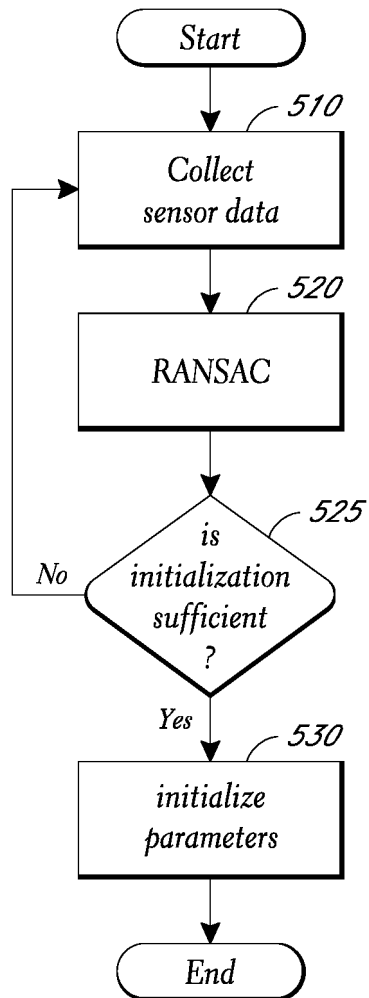 Start
510
Collect
sensor data
520
RANSAC
525
is
initialization
sufficient
?
No
Yes
530
initialize
parameters
End